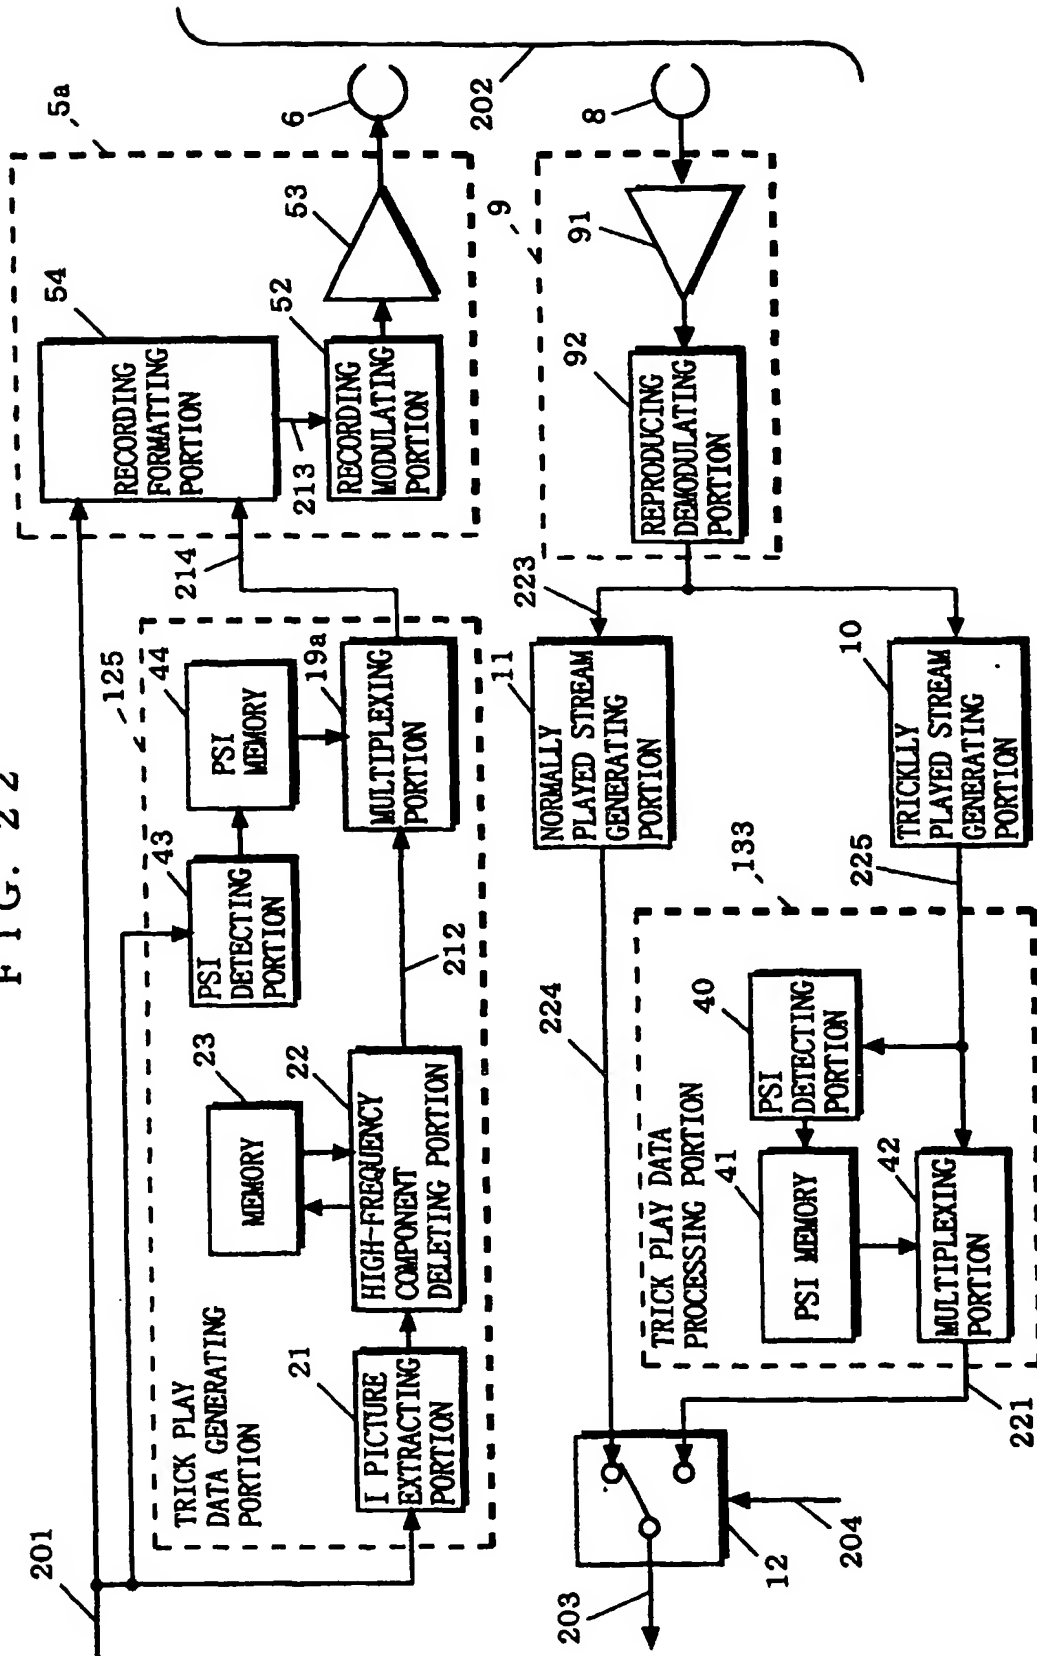 FIG. 22
201
TRICK PLAY
DATA GENERATING
PORTION
125
21
I PICTURE
EXTRACTING
PORTION
23
MEMORY
22
HIGH-FREQUENCY
COMPONENT
DELETING PORTION
212
43
PSI
DETECTING
PORTION
44
PSI
MEMORY
19a
MULTIPLEXING
PORTION
214
5a
54
RECORDING
FORMATTING
PORTION
213
52
RECORDING
MODULATING
PORTION
53
6
202
8
9
91
92
REPRODUCING
DEMODULATING
PORTION
223
11
NORMALLY
PLAYED STREAM
GENERATING
PORTION
10
TRICKLLY
PLAYED STREAM
GENERATING
PORTION
224
225
133
TRICK PLAY DATA
PROCESSING PORTION
40
PSI
DETECTING
PORTION
41
PSI MEMORY
42
MULTIPLEXING
PORTION
221
12
204
203